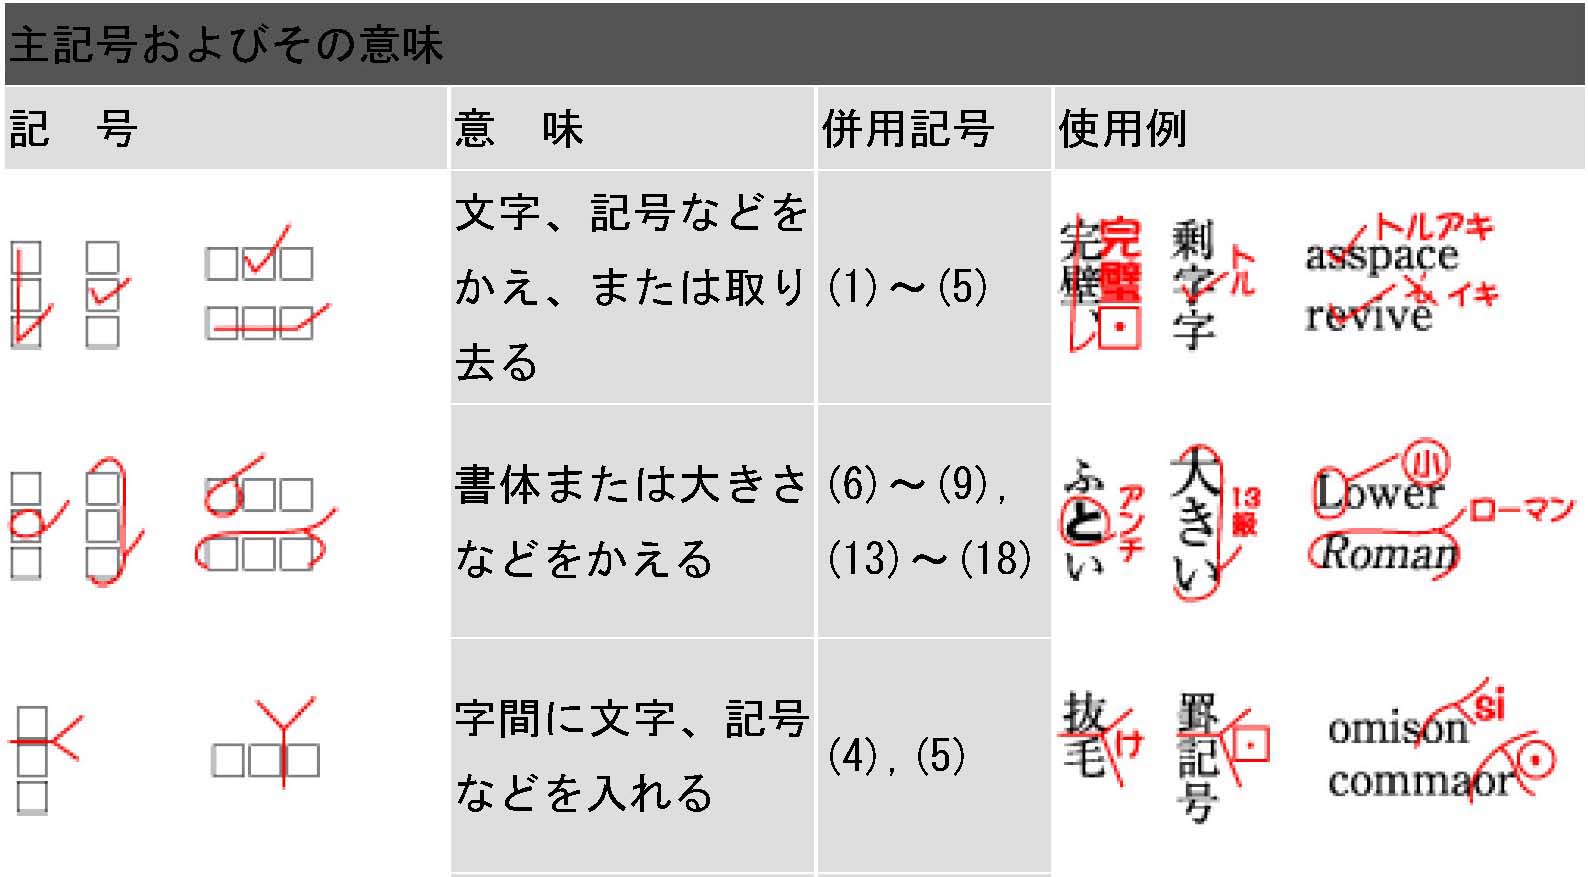 主記号およびその意味
記　号　意　味　併用記号　使用例
文字、記号などを
かえ、または取り
去る
(1)～(5)
完璧、
完璧
剰字字
トル
asspace
トルアキ
revive
イキ
書体または大きさ
などをかえる
(6)～(9),
(13)～(18)
ふとい
アンチ
大きい
13級
Lower
小
Roman
ローマン
字間に文字、記号
などを入れる
(4),(5)
抜毛
け
罫記号
omison
si
commaor